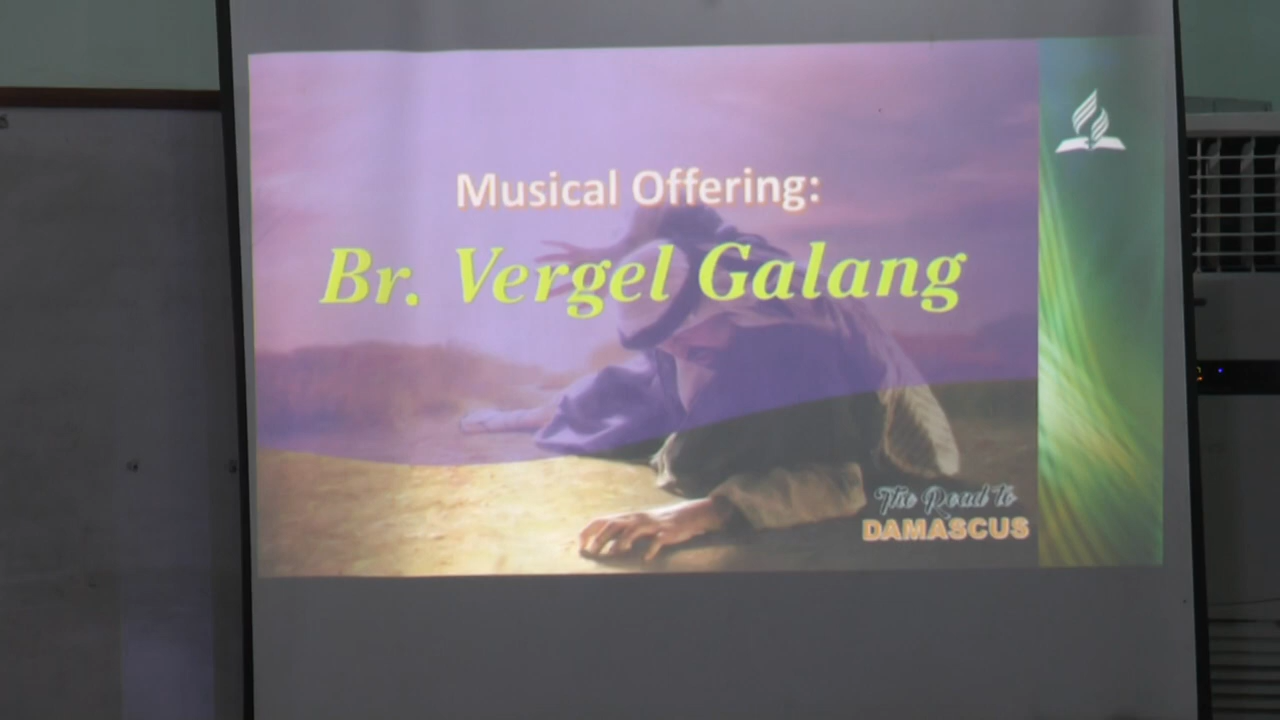 Musical Offering:
Br. Vergel Galang
The Road to
DAMASCUS